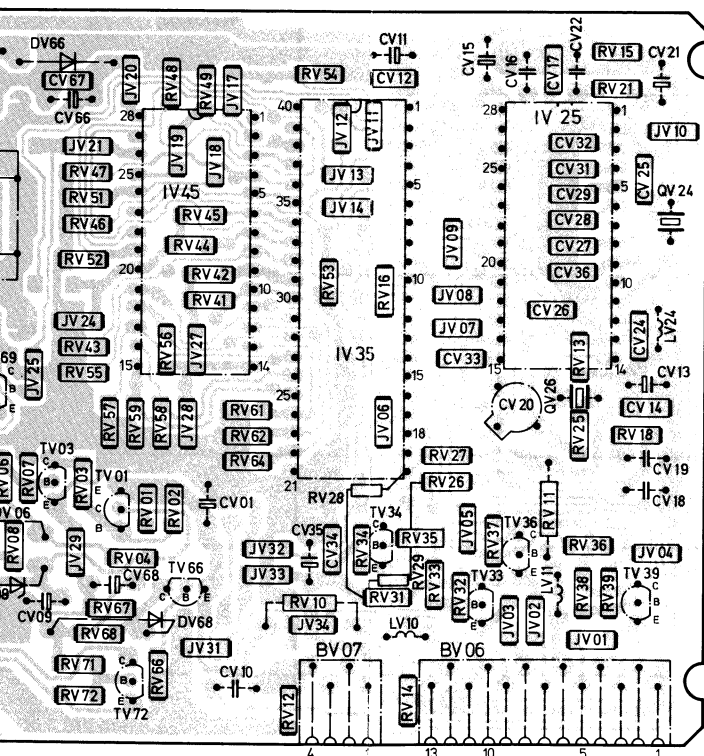 DV66
CV67
CV66
JV20
RV48
RV49
JV17
RV54
CV11
CV12
CV15
CV16
CV17
CV22
RV15
CV21
RV21
28
1
40
1
28
1
JV10
JV19
JV18
JV12
JV11
IV25
JV21
CV32
RV47
25
IV45
5
JV13
5
25
CV31
5
CV25
QV24
RV51
35
JV14
CV29
RV45
RV46
CV28
RV44
JV09
CV27
RV52
20
RV42
10
RV53
RV16
10
20
CV36
10
RV41
30
JV08
CV26
JV24
RV56
JV27
JV07
CV24
LV24
RV43
IV35
RV13
69
JV25
RV55
15
14
15
CV33
15
14
C
B
E
25
CV20
QV26
CV13
CV14
RV57
RV59
RV58
JV28
RV61
JV06
RV62
18
RV25
RV18
TV03
RV64
RV27
CV19
RV06
RV07
C
B
E
RV03
TV01
E
B
C
RV01
RV02
21
RV28
RV26
CV18
CV01
RV11
DV06
TV34
C
B
E
RV35
JV05
RV37
TV36
C
B
E
RV08
JV29
CV35
CV34
RV34
RV36
JV04
RV04
JV32
CV68
TV66
C
E
JV33
RV29
RV33
RV32
TV33
C
B
E
LV11
RV38
RV39
TV39
C
B
E
CV09
RV67
RV10
RV31
JV03
JV02
RV68
DV68
JV34
LV10
JV01
JV31
BV07
BV06
RV71
C
B
E
RV66
CV10
RV72
TV72
RV12
RV14
4
1
13
10
5
1